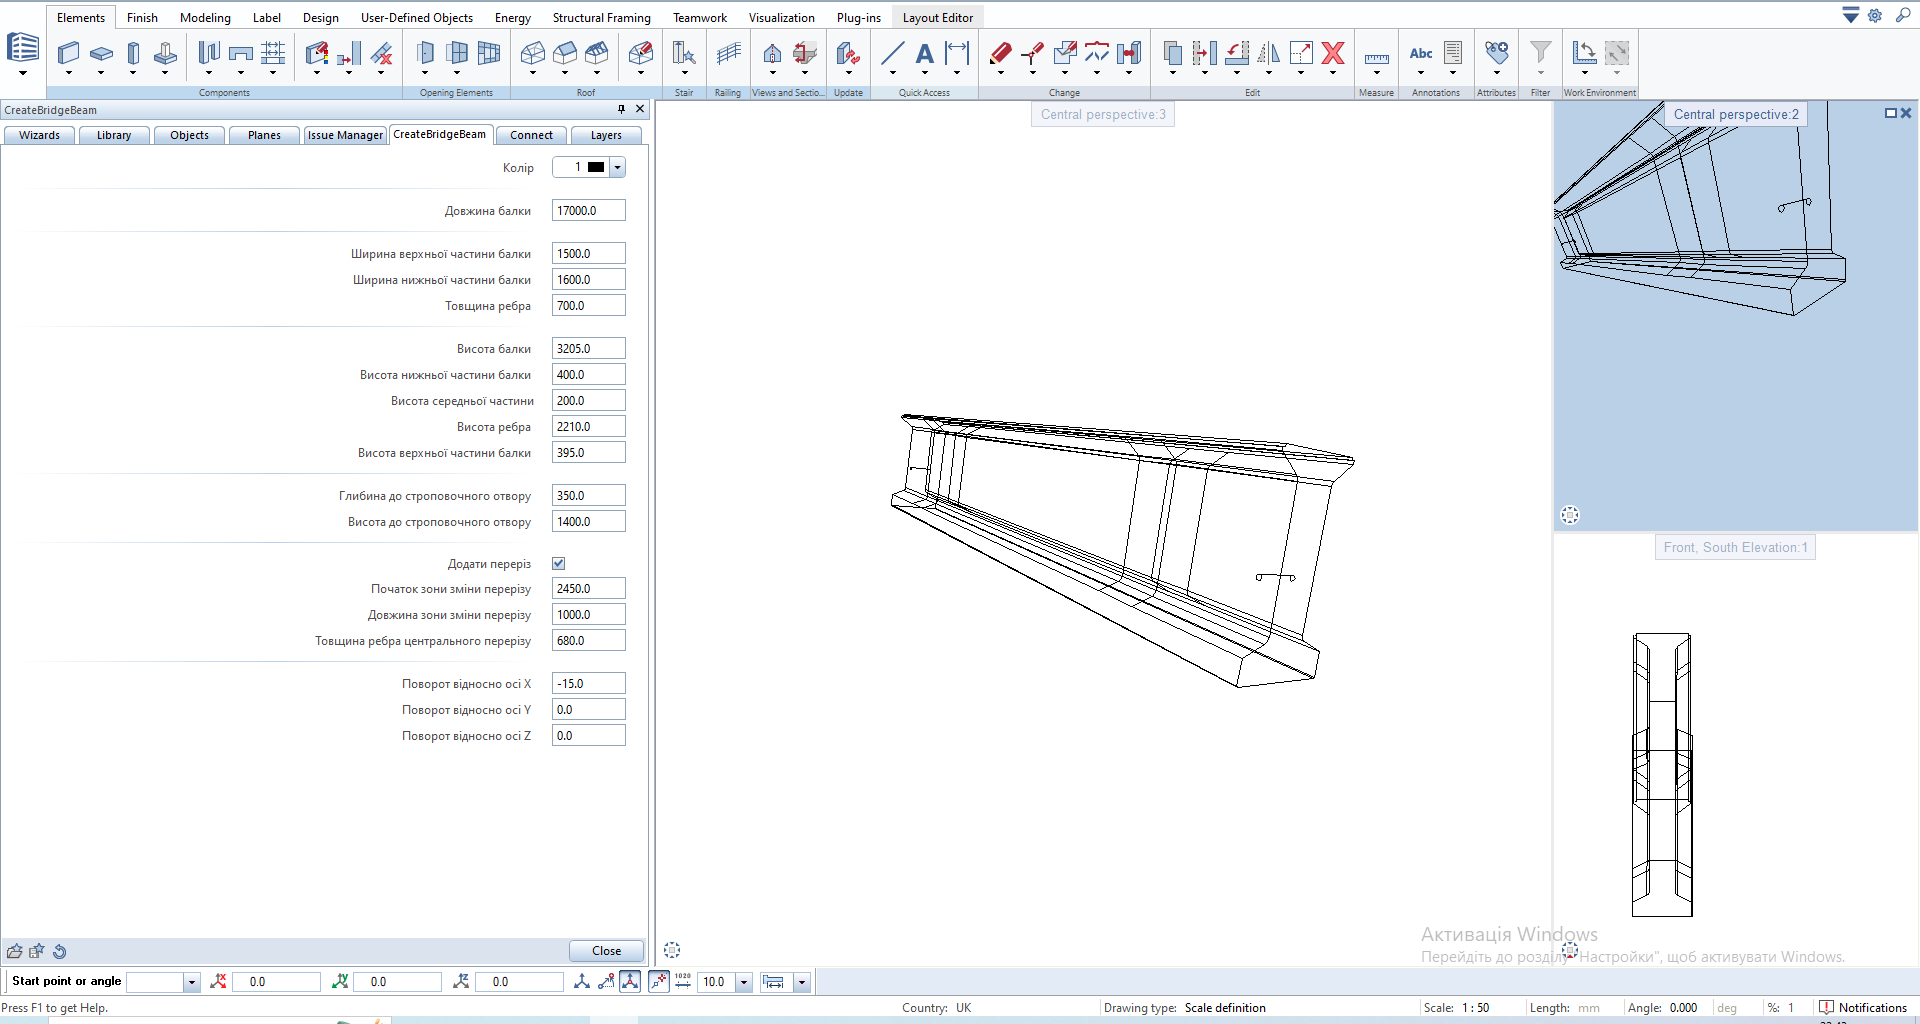 Elements Finish Modeling Label Design User-Defined Objects Energy Structural Framing Teamwork Visualization Plug-ins Layout Editor
Abc
Components Opening Elements Roof Stair Railing Views and Sectio... Update Quick Access Change Edit Measure Annotations Attributes Filter Work Environment
CreateBridgeBeam
Wizards Library Objects Planes Issue Manager CreateBridgeBeam Connect Layers
Колір 1
Довжина балки 17000.0
Ширина верхньої частини балки 1500.0
Ширина нижньої частини балки 1600.0
Товщина ребра 700.0
Висота балки 3205.0
Висота нижньої частини балки 400.0
Висота середньої частини 200.0
Висота ребра 2210.0
Висота верхньої частини балки 395.0
Глибина до строповочного отвору 350.0
Висота до строповочного отвору 1400.0
Додати переріз
Початок зони зміни перерізу 2450.0
Довжина зони зміни перерізу 1000.0
Товщина ребра центрального перерізу 680.0
Поворот відносно осі X -15.0
Поворот відносно осі Y 0.0
Поворот відносно осі Z 0.0
Close
Central perspective:3
Central perspective:2
Front, South Elevation:1
Активація Windows
Перейдіть до розділу "Настройки", щоб активувати Windows.
Start point or angle x 0.0 y 0.0 z 0.0 1020 10.0
Press F1 to get Help. Country: UK Drawing type: Scale definition Scale: 1 : 50 Length: mm Angle: 0.000 deg %: 1 Notifications